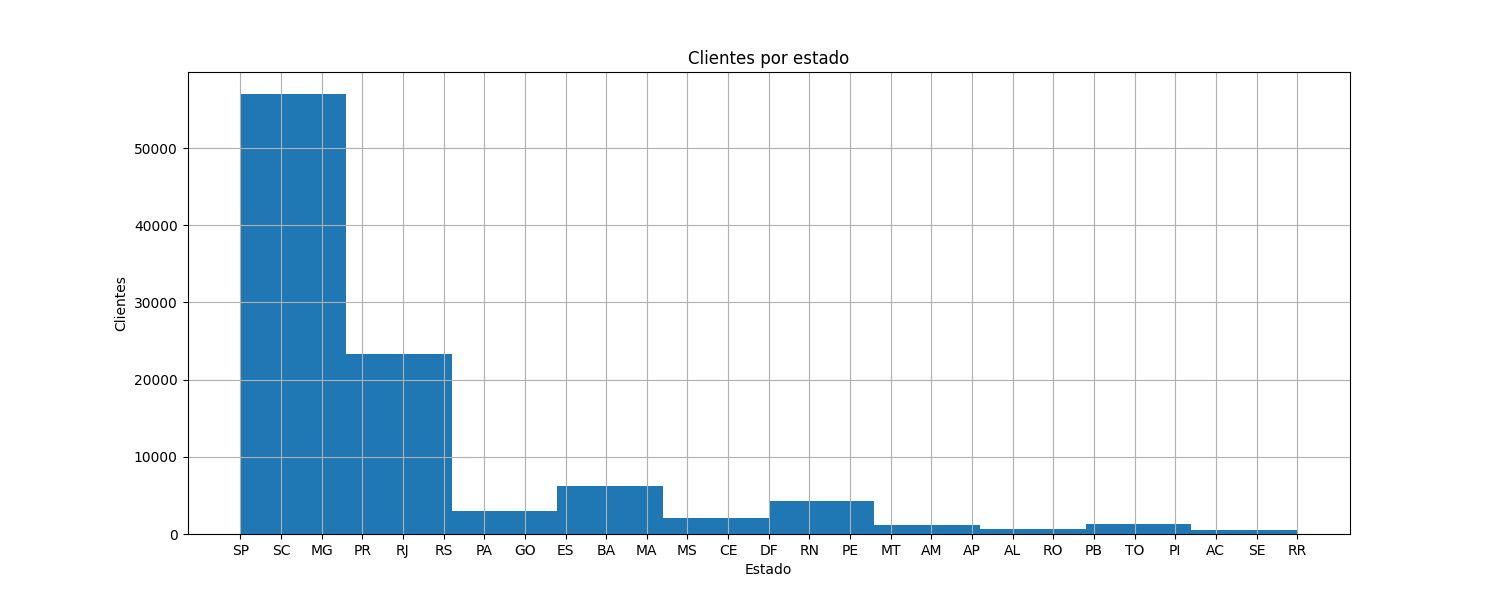 Clientes por estado
50000
40000
30000
20000
10000
0
Clientes
SP SC MG PR RJ RS PA GO ES BA MA MS CE DF RN PE MT AM AP AL RO PB TO PI AC SE RR
Estado